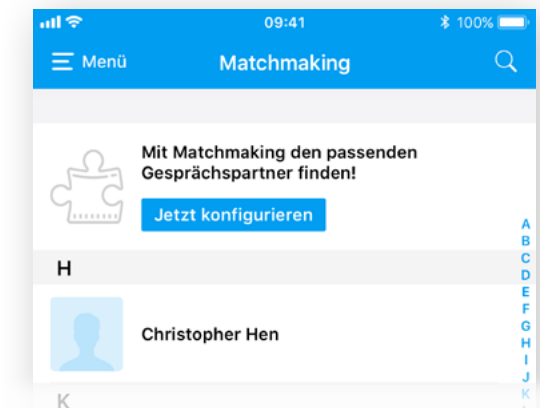 09:41
100%
Menü
Matchmaking
Mit Matchmaking den passenden
Gesprächspartner finden!
Jetzt konfigurieren
H
Christopher Hen
K
A
B
C
D
E
F
G
H
I
J
K